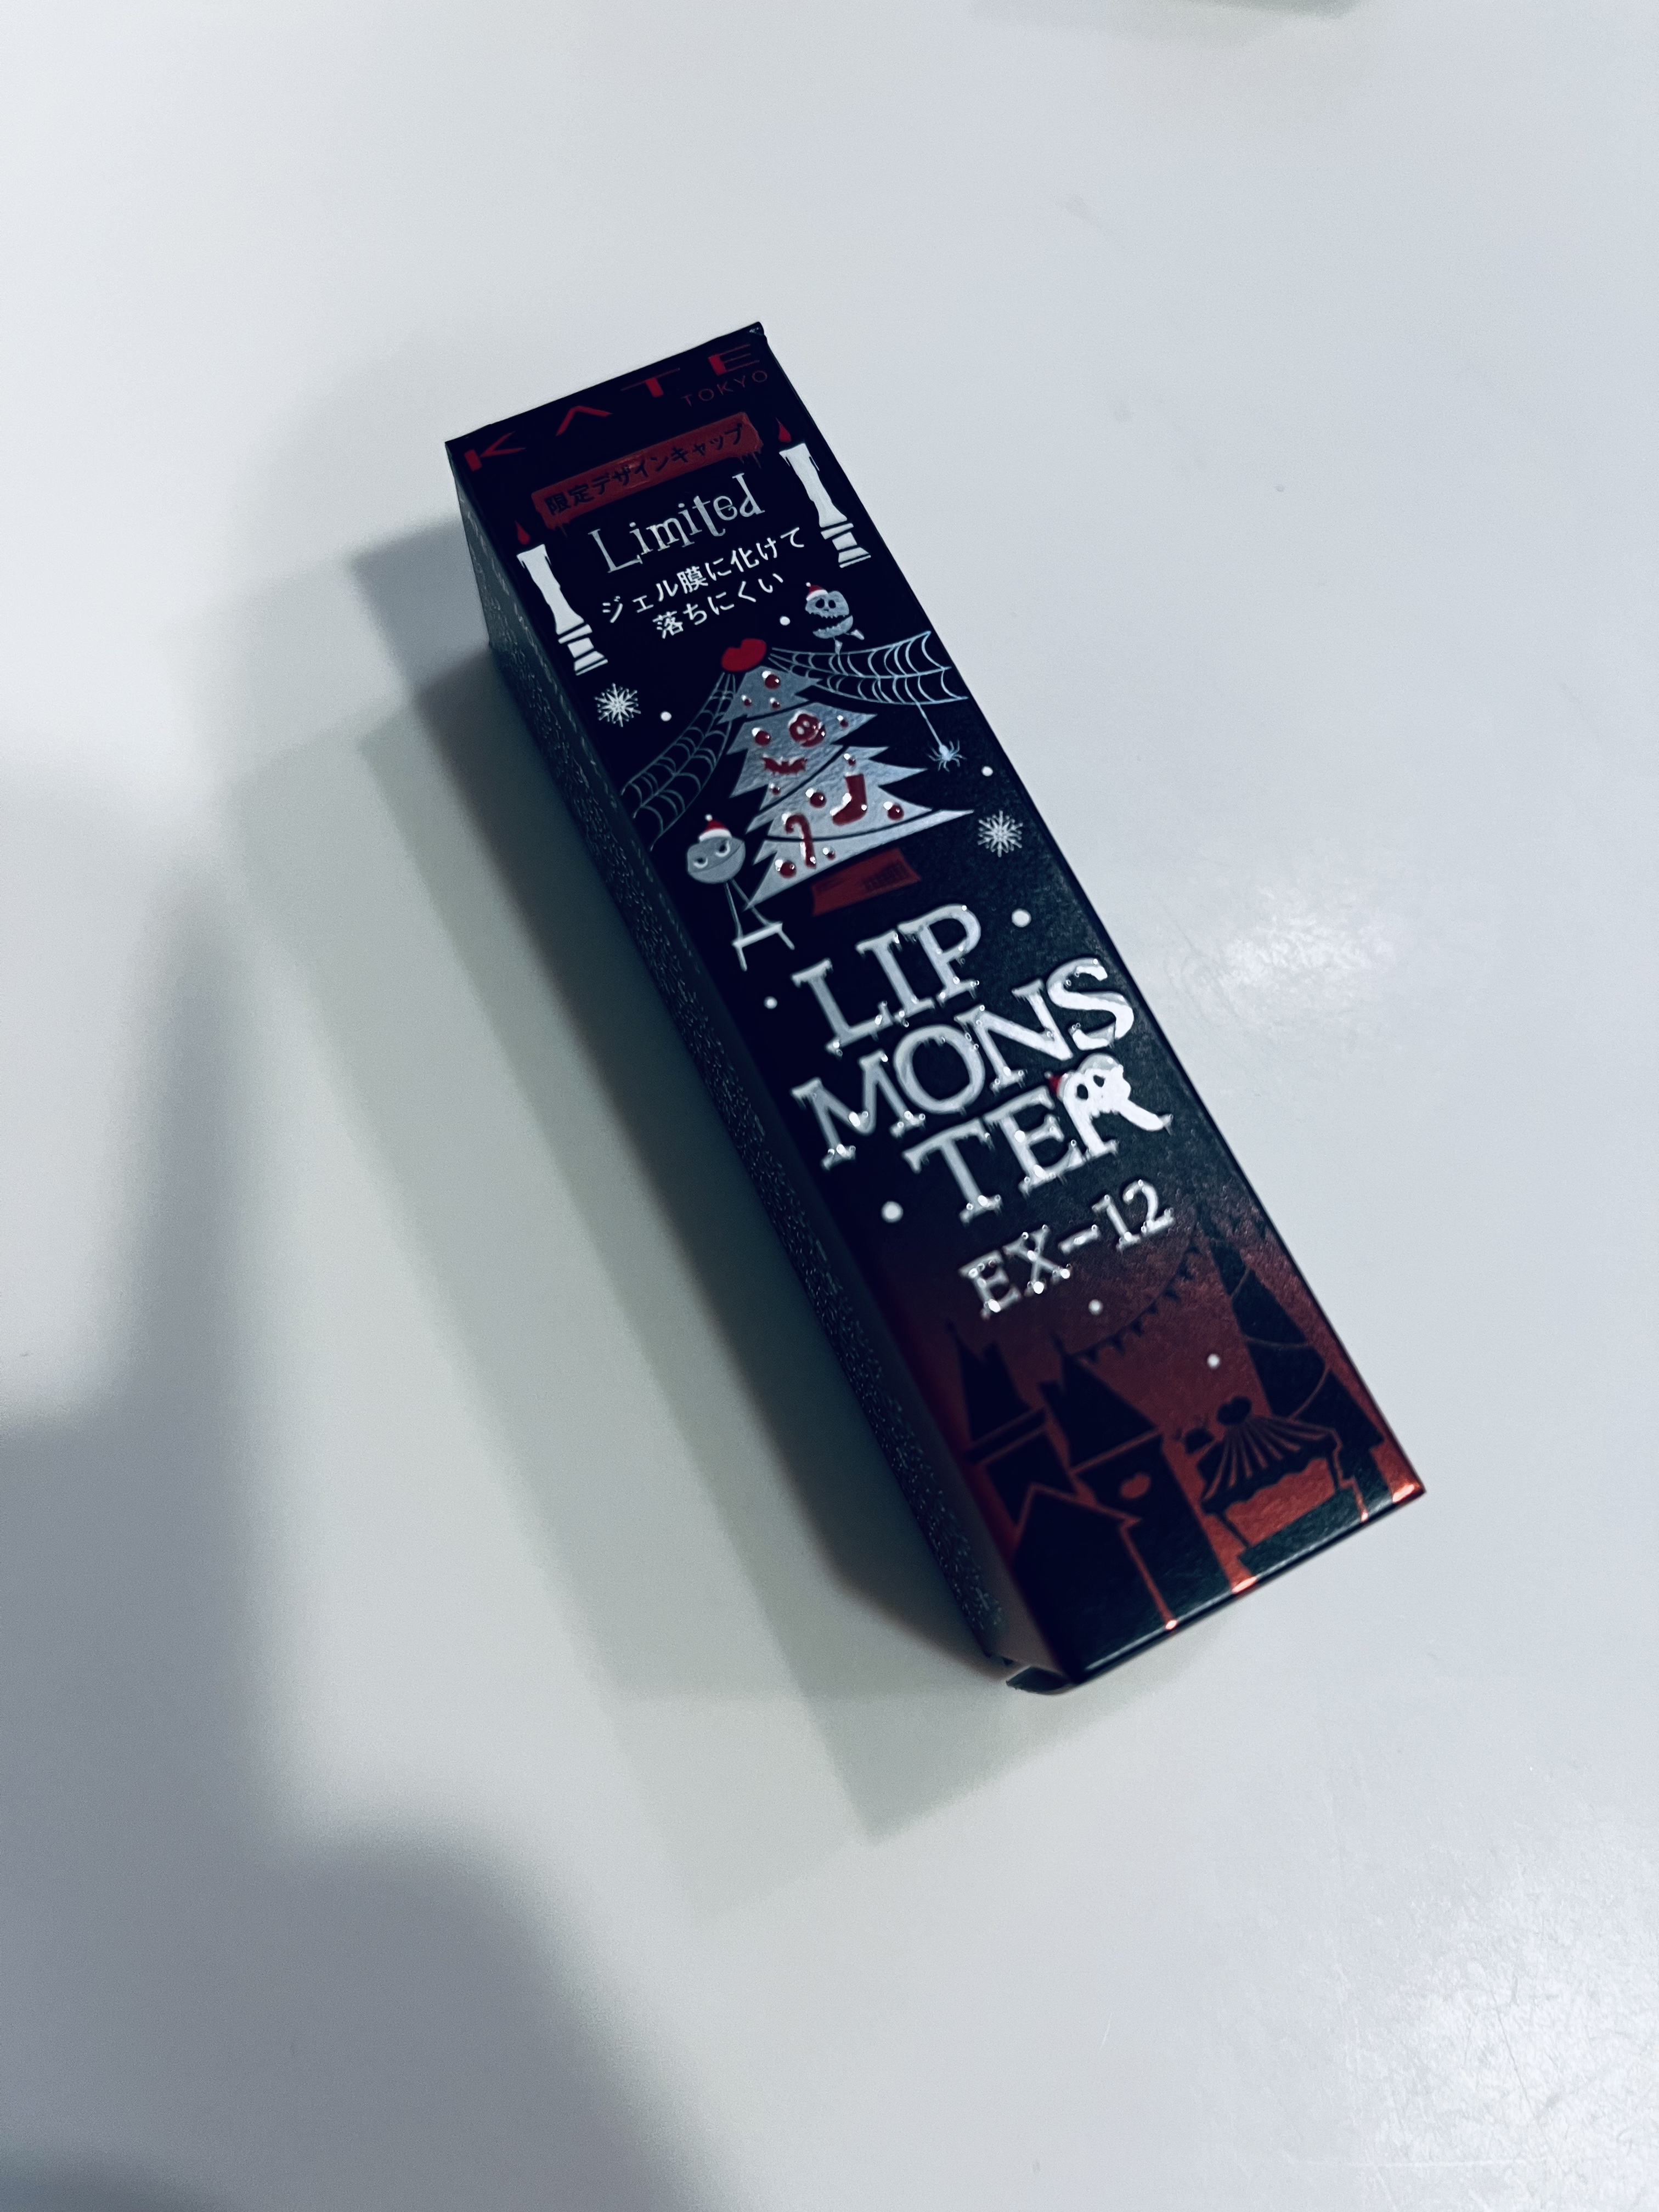 KATE
TOKYO
限定デザインキャップ
Limited
ジェル膜に化けて
落ちにくい
LIP
MONS
TER
EX-12